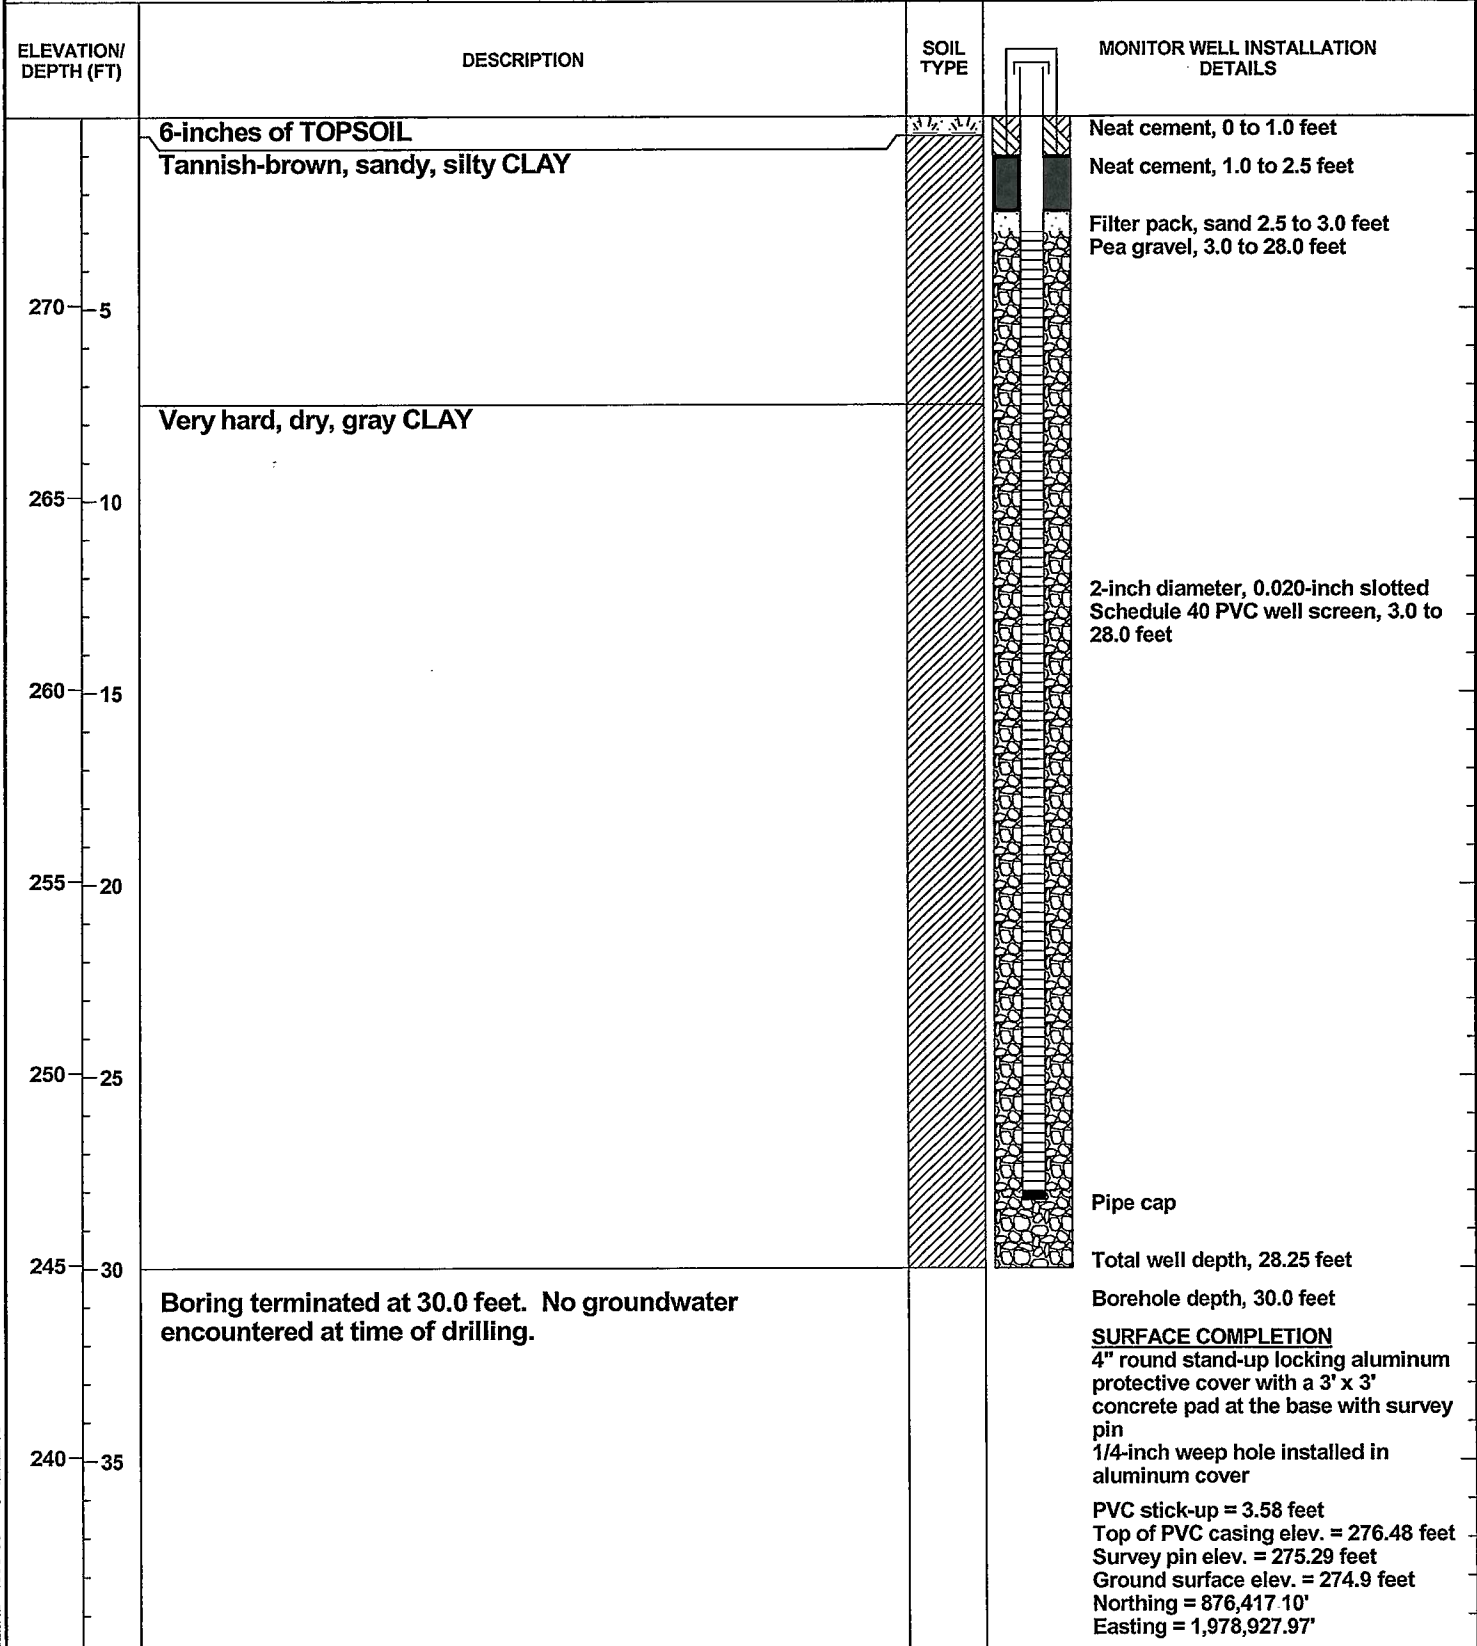 ELEVATION/
DEPTH (FT)
DESCRIPTION
SOIL
TYPE
MONITOR WELL INSTALLATION
DETAILS
6-inches of TOPSOIL
Tannish-brown, sandy, silty CLAY
Neat cement, 0 to 1.0 feet
Neat cement, 1.0 to 2.5 feet
Filter pack, sand 2.5 to 3.0 feet
Pea gravel, 3.0 to 28.0 feet
270 5
Very hard, dry, gray CLAY
265 10
2-inch diameter, 0.020-inch slotted
Schedule 40 PVC well screen, 3.0 to
28.0 feet
260 15
255 20
250 25
Pipe cap
Total well depth, 28.25 feet
245 30
Boring terminated at 30.0 feet. No groundwater
encountered at time of drilling.
Borehole depth, 30.0 feet
SURFACE COMPLETION
4" round stand-up locking aluminum
protective cover with a 3' x 3'
concrete pad at the base with survey
pin
1/4-inch weep hole installed in
aluminum cover
240 35
PVC stick-up = 3.58 feet
Top of PVC casing elev. = 276.48 feet
Survey pin elev. = 275.29 feet
Ground surface elev. = 274.9 feet
Northing = 876,417.10'
Easting = 1,978,927.97'